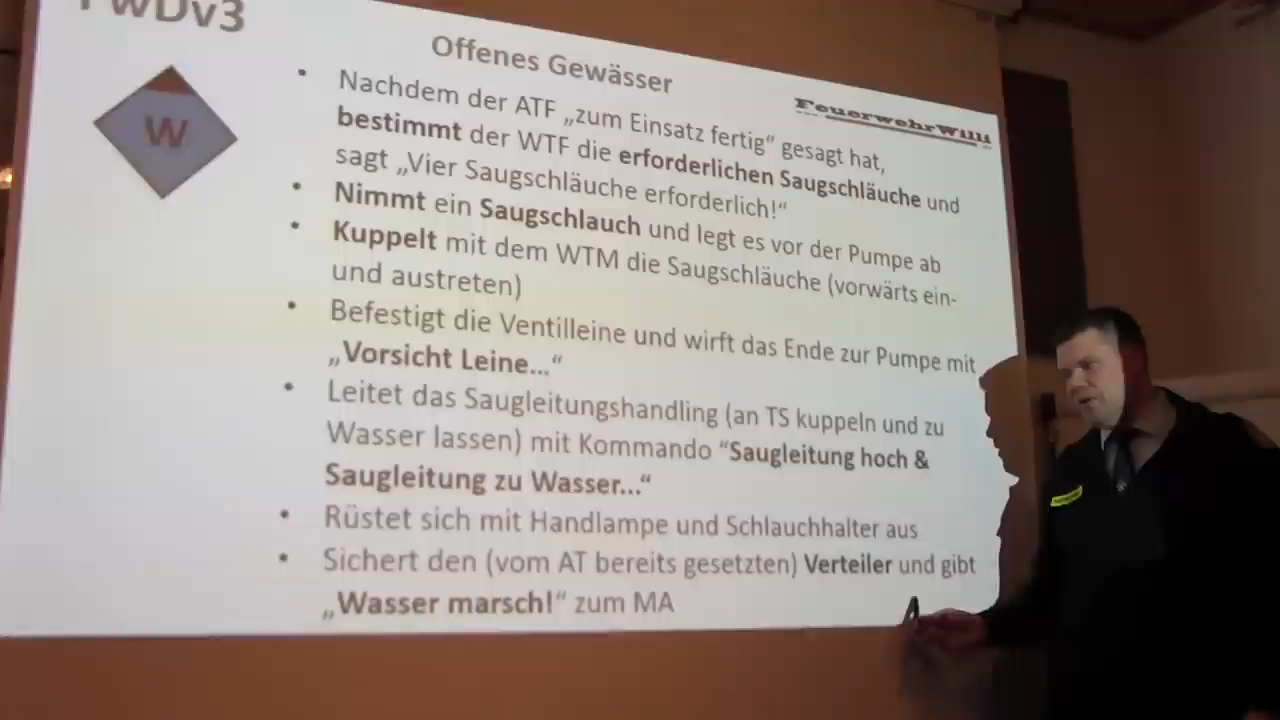 FwDv3
Offenes Gewässer
FeuerwehrWilli
W
• Nachdem der ATF „zum Einsatz fertig“ gesagt hat,
bestimmt der WTF die erforderlichen Saugschläuche und
sagt „Vier Saugschläuche erforderlich!“
• Nimmt ein Saugschlauch und legt es vor der Pumpe ab
• Kuppelt mit dem WTM die Saugschläuche (vorwärts ein-
und austreten)
• Befestigt die Ventilleine und wirft das Ende zur Pumpe mit
„Vorsicht Leine...“
• Leitet das Saugleitungshandling (an TS kuppeln und zu
Wasser lassen) mit Kommando “Saugleitung hoch &
Saugleitung zu Wasser...“
• Rüstet sich mit Handlampe und Schlauchhalter aus
• Sichert den (vom AT bereits gesetzten) Verteiler und gibt
„Wasser marsch!“ zum MA